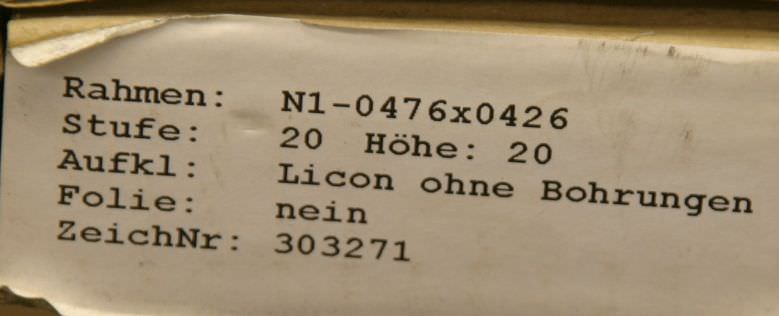 Rahmen: N1-0476x0426
Stufe: 20 Höhe: 20
Aufkl: Licon ohne Bohrungen
Folie: nein
ZeichNr: 303271